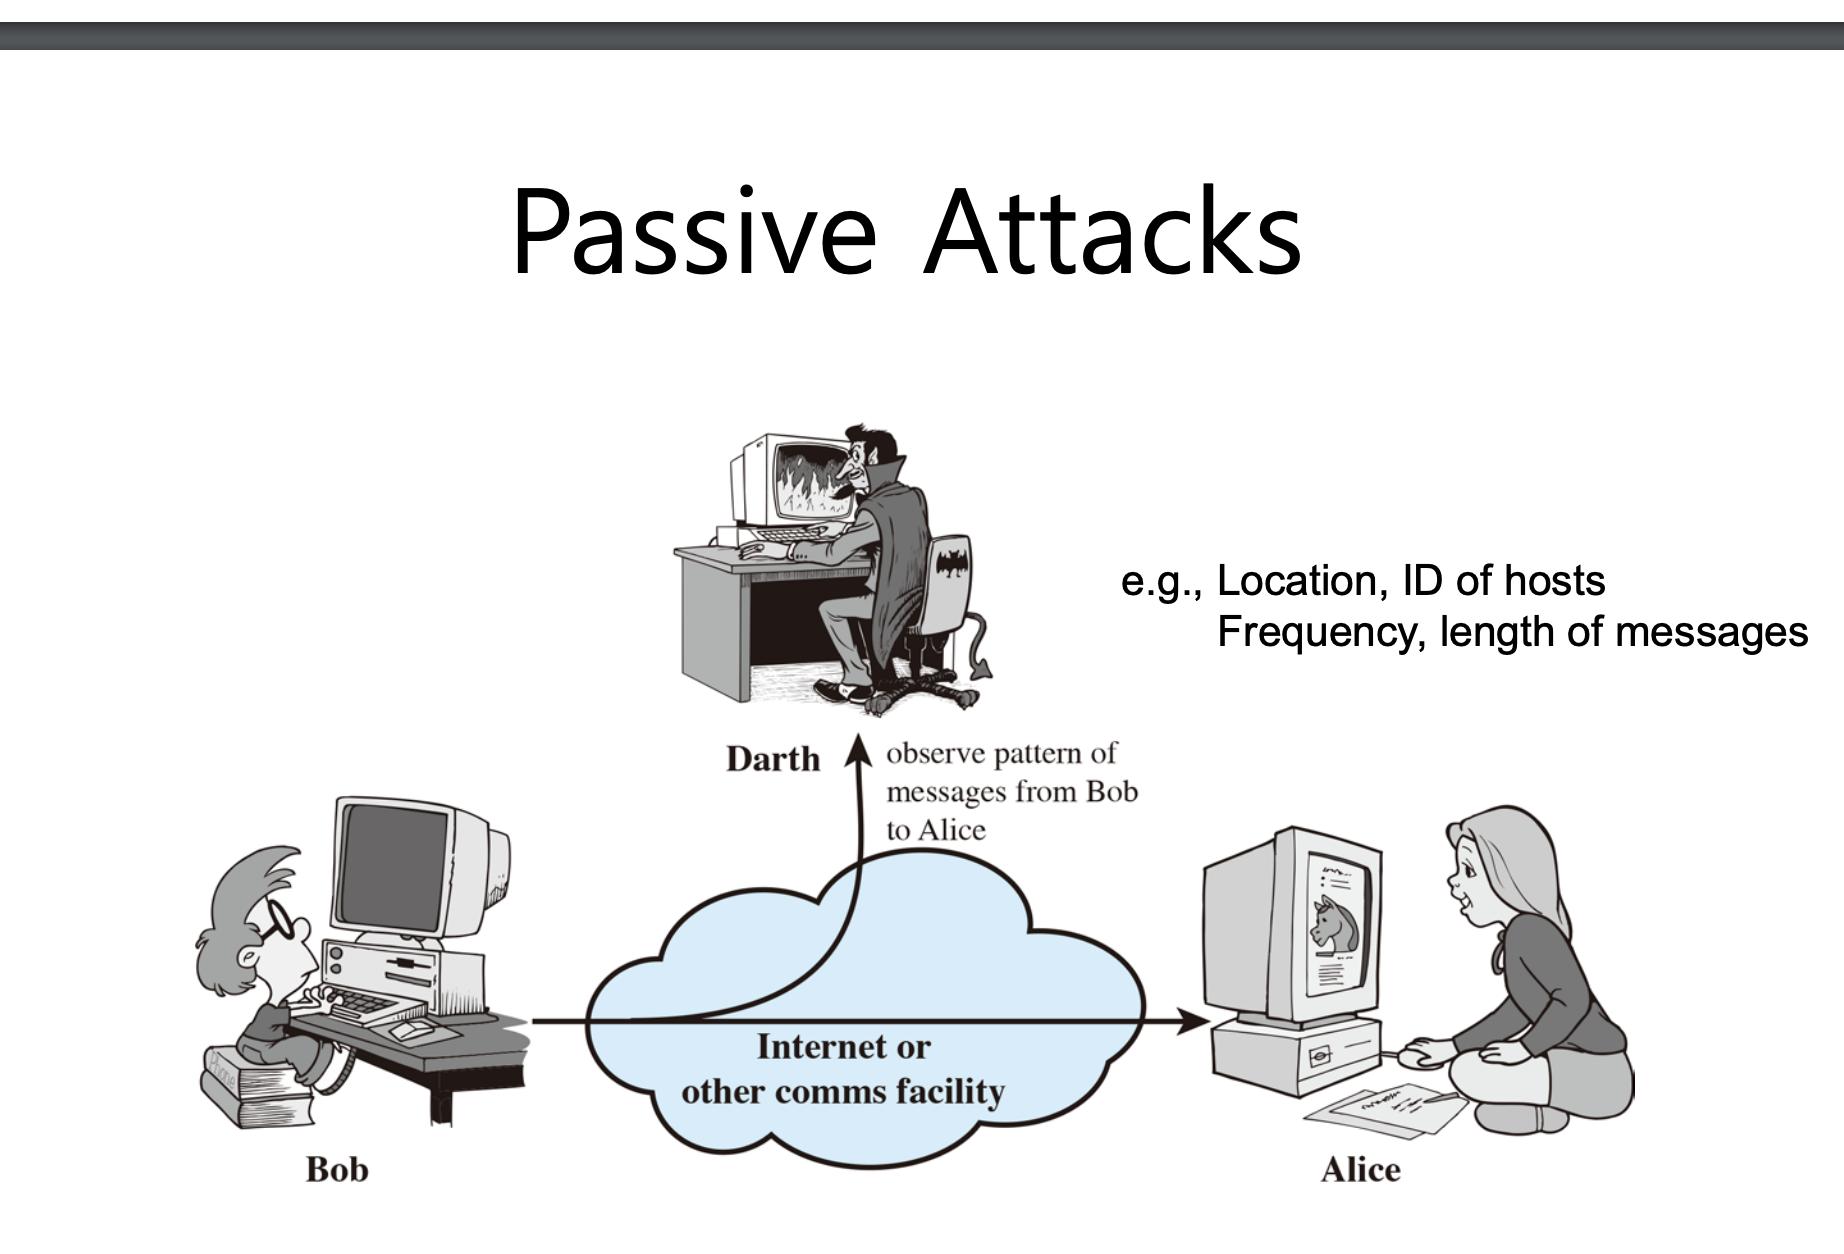 Passive Attacks
e.g., Location, ID of hosts
Frequency, length of messages
Darth
observe pattern of
messages from Bob
to Alice
Internet or
other comms facility
Phone
Bob
Alice